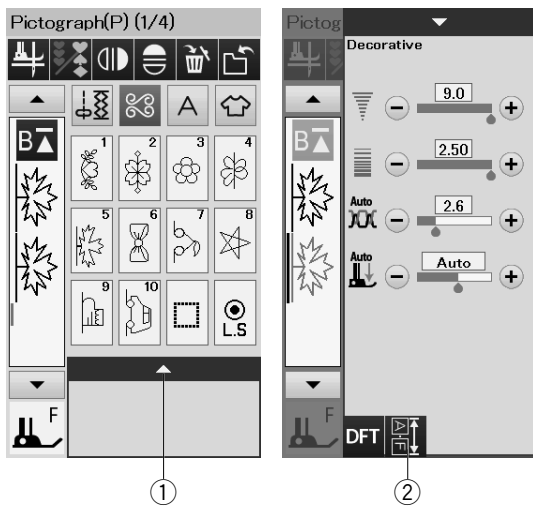 Pictograph(P) (1/4)
A
B
1
2
3
4
5
6
7
8
9
10
L.S
F
1
Pictog
Decorative
B
9.0
2.50
Auto
2.6
Auto
Auto
F
DFT
A
F
2